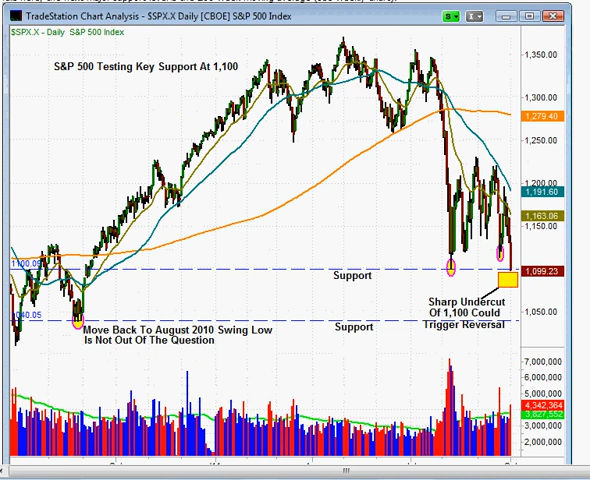 TradeStation Chart Analysis - $SPX.X Daily [CBOE] S&P 500 Index
$SPX.X - Daily S&P 500 Index
S&P 500 Testing Key Support At 1,100
1,350.00
1,300.00
1,279.40
1,250.00
1,200.00
1,191.60
1,163.06
1,150.00
1100.09
Support
1,099.23
Sharp Undercut
Of 1,100 Could
Trigger Reversal
1,050.00
040.05
Support
Move Back To August 2010 Swing Low
Is Not Out Of The Question
7,000,000
6,000,000
5,000,000
4,342,364
3,827,552
3,000,000
2,000,000